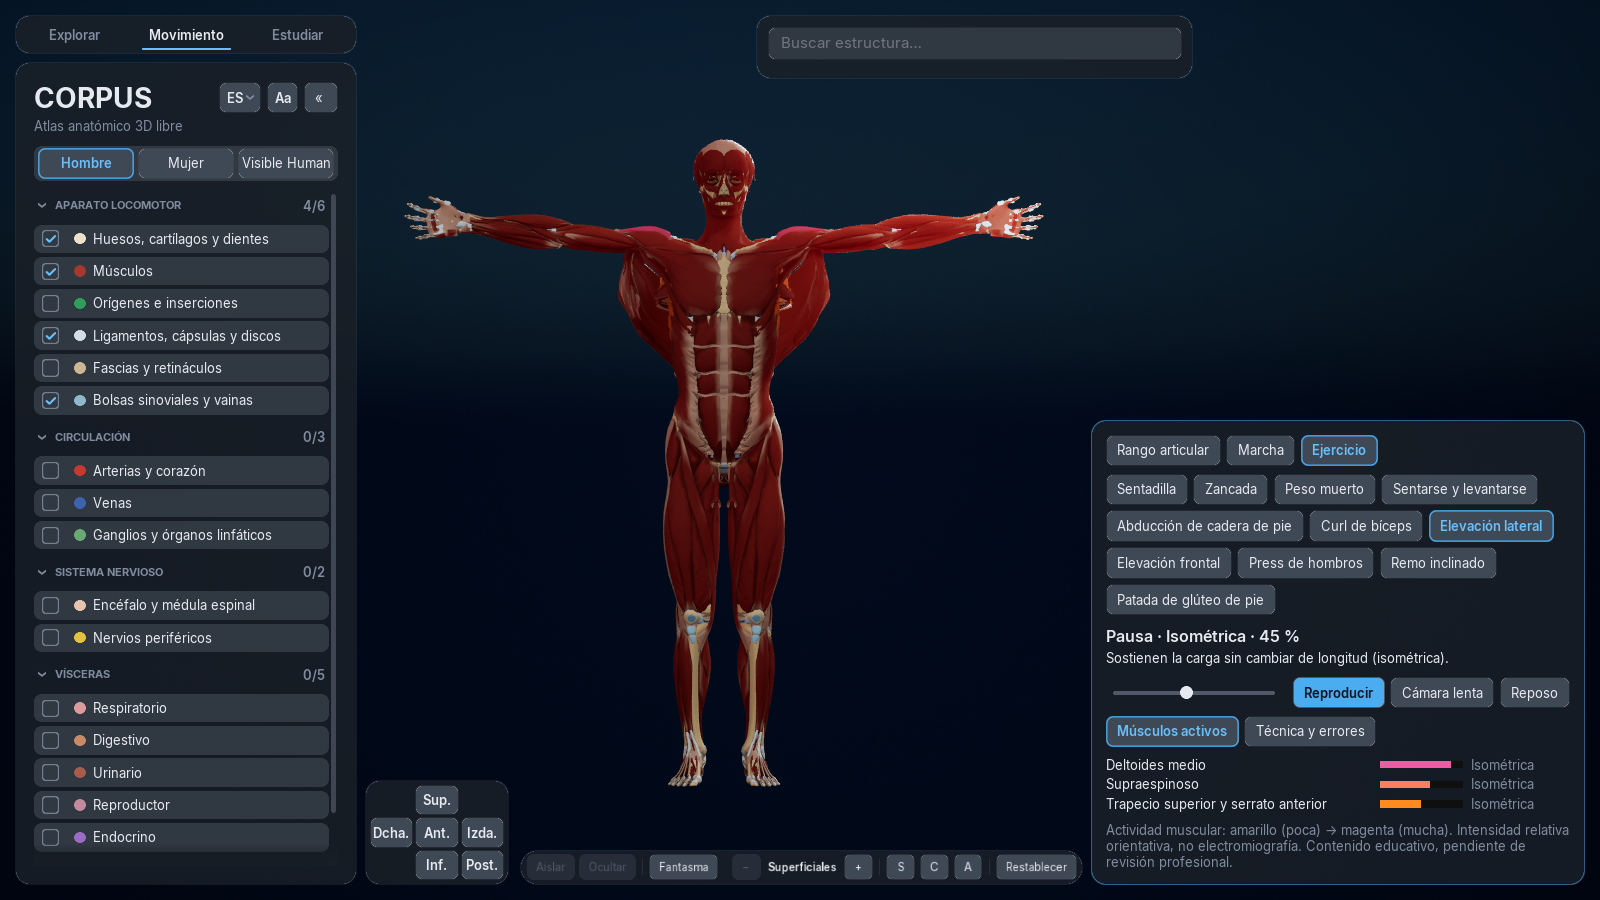 Explorar Movimiento Estudiar
Buscar estructura...
CORPUS ES Aa «
Atlas anatómico 3D libre
Hombre Mujer Visible Human
APARATO LOCOMOTOR 4/6
Huesos, cartílagos y dientes
Músculos
Orígenes e inserciones
Ligamentos, cápsulas y discos
Fascias y retináculos
Bolsas sinoviales y vainas
CIRCULACIÓN 0/3
Arterias y corazón
Venas
Ganglios y órganos linfáticos
SISTEMA NERVIOSO 0/2
Encéfalo y médula espinal
Nervios periféricos
VÍSCERAS 0/5
Respiratorio
Digestivo
Urinario
Reproductor
Endocrino
Sup.
Dcha. Ant. Izda.
Inf. Post.
Aislar Ocultar Fantasma − Superficiales + S C A Restablecer
Rango articular Marcha Ejercicio
Sentadilla Zancada Peso muerto Sentarse y levantarse
Abducción de cadera de pie Curl de bíceps Elevación lateral
Elevación frontal Press de hombros Remo inclinado
Patada de glúteo de pie
Pausa · Isométrica · 45 %
Sostienen la carga sin cambiar de longitud (isométrica).
Reproducir Cámara lenta Reposo
Músculos activos Técnica y errores
Deltoides medio Isométrica
Supraespinoso Isométrica
Trapecio superior y serrato anterior Isométrica
Actividad muscular: amarillo (poca) → magenta (mucha). Intensidad relativa
orientativa, no electromiografía. Contenido educativo, pendiente de
revisión profesional.